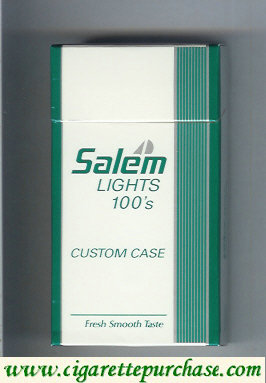 Salem
LIGHTS
100's
CUSTOM CASE
Fresh Smooth Taste
www.cigarettepurchase.com